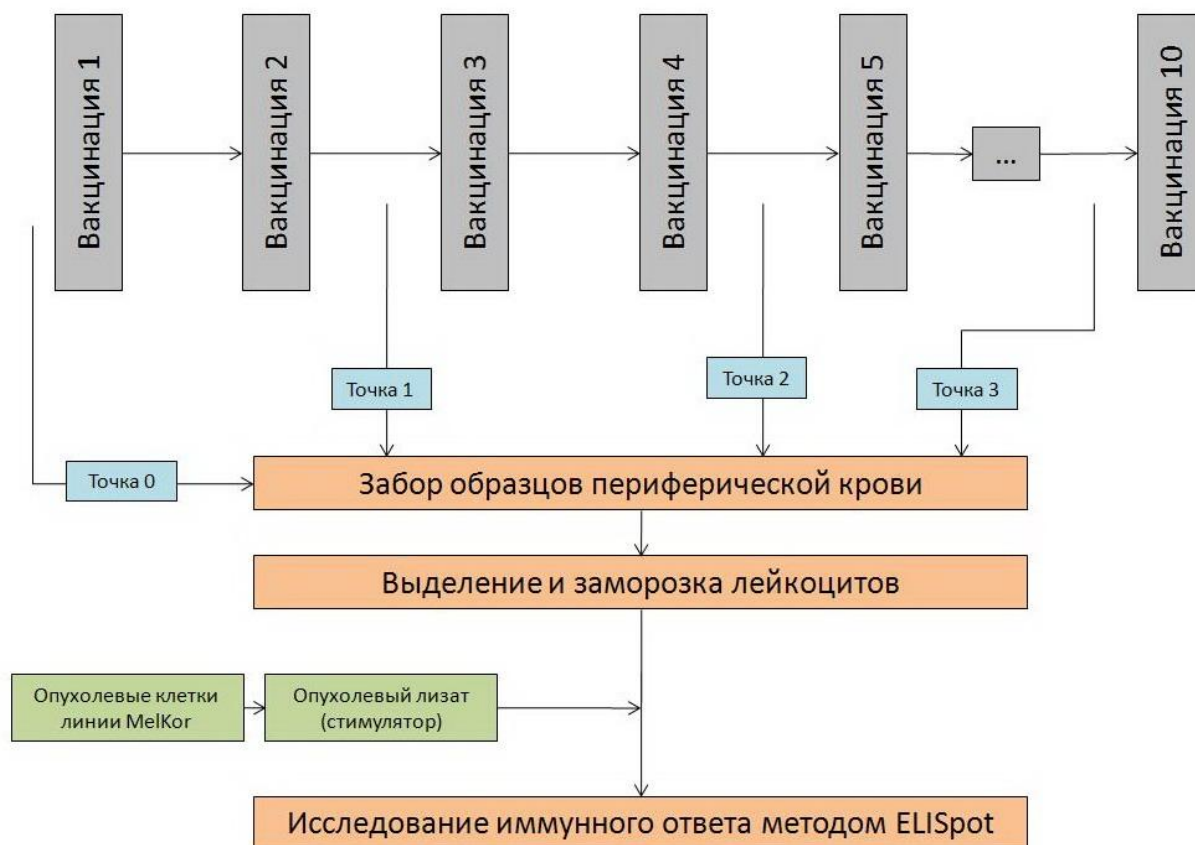 Вакцинация 1
Вакцинация 2
Вакцинация 3
Вакцинация 4
Вакцинация 5
...
Вакцинация 10
Точка 1
Точка 2
Точка 3
Точка 0
Забор образцов периферической крови
Выделение и заморозка лейкоцитов
Опухолевые клетки
линии MelKor
Опухолевый лизат
(стимулятор)
Исследование иммунного ответа методом ELISpot